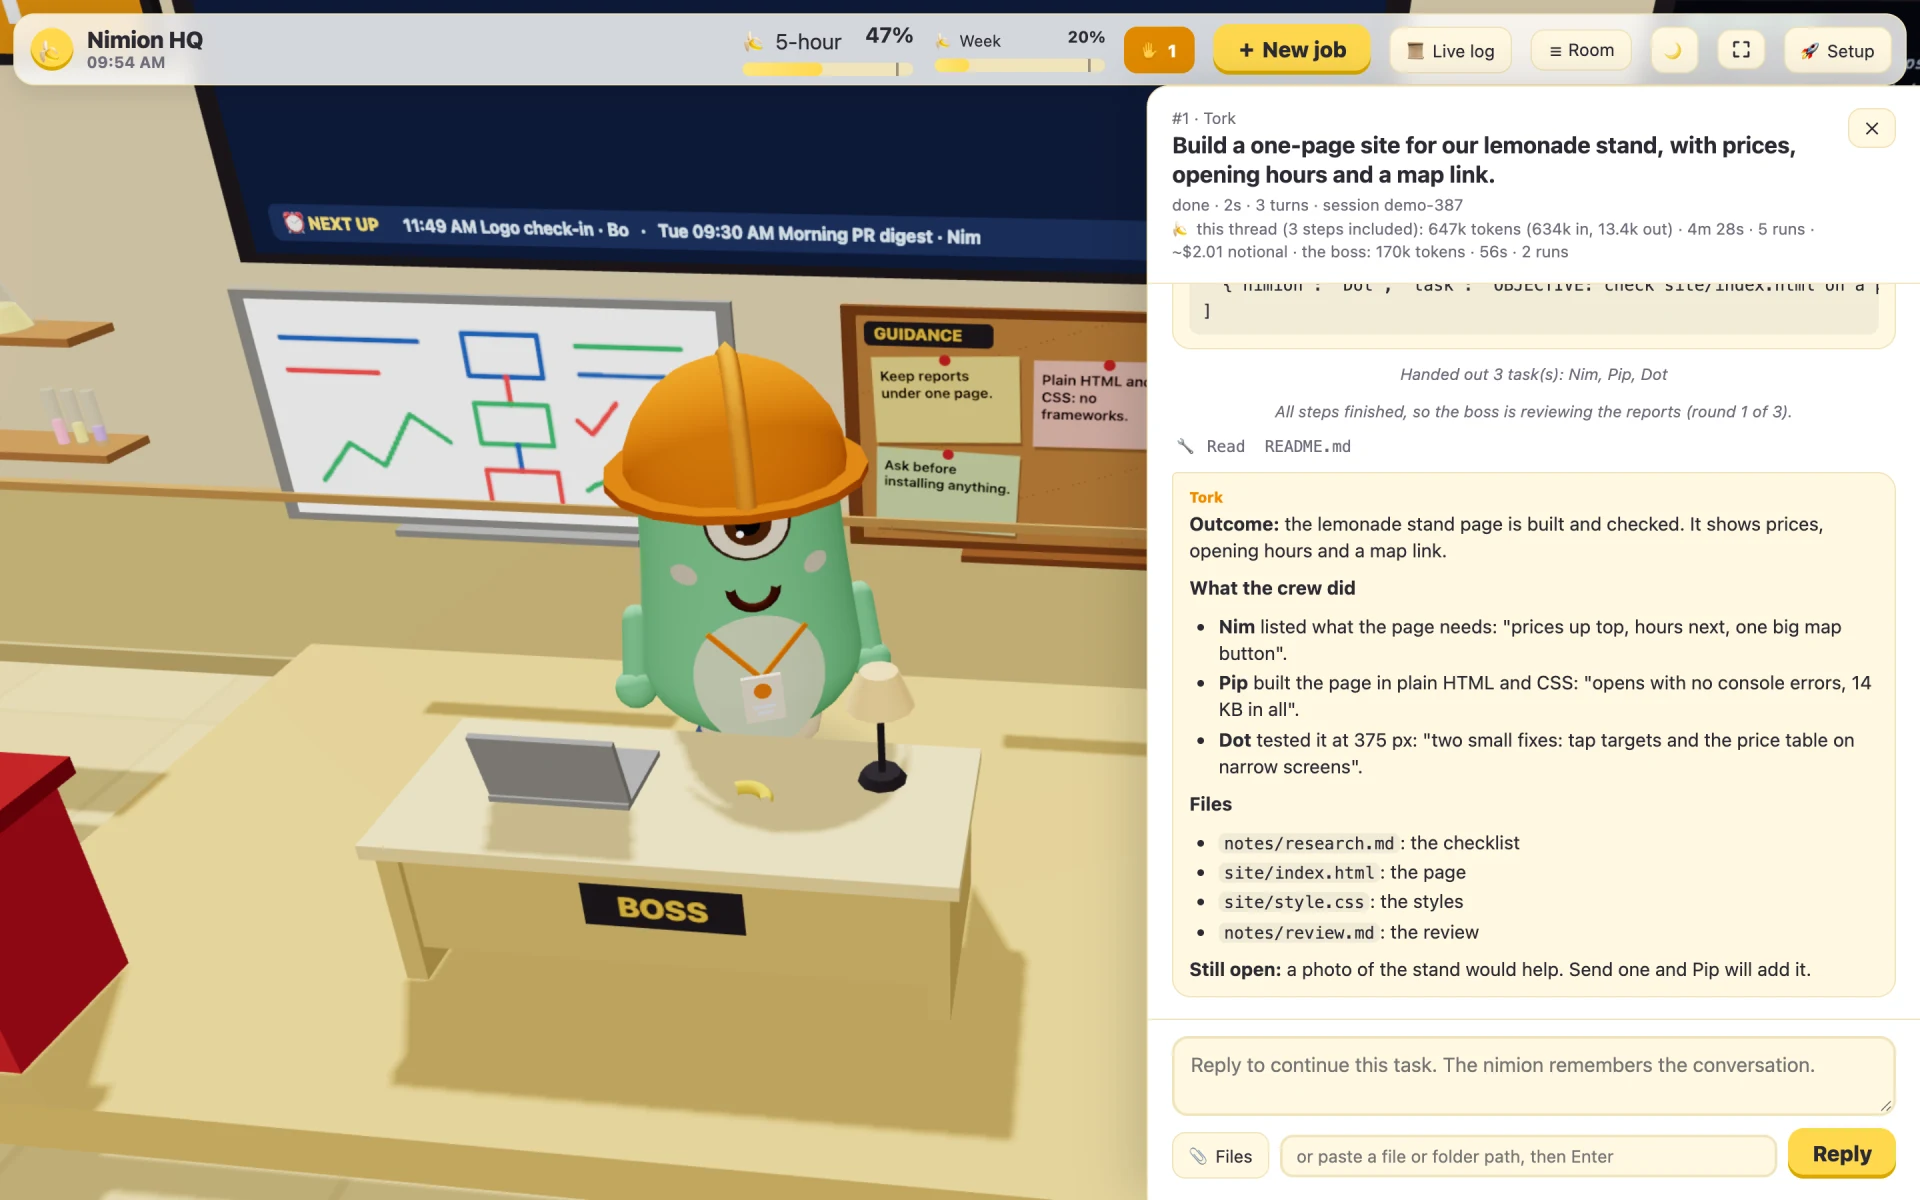 Nimion HQ
09:54 AM
5-hour 47%
Week 20%
1
+ New job
Live log
Room
Setup
NEXT UP 11:49 AM Logo check-in · Bo · Tue 09:30 AM Morning PR digest · Nim
GUIDANCE
Keep reports
under one page.
Plain HTML and
CSS: no
frameworks.
Ask before
installing anything.
BOSS
#1 · Tork
Build a one-page site for our lemonade stand, with prices,
opening hours and a map link.
done · 2s · 3 turns · session demo-387
this thread (3 steps included): 647k tokens (634k in, 13.4k out) · 4m 28s · 5 runs ·
~$2.01 notional · the boss: 170k tokens · 56s · 2 runs
{ "nimion": "Dot", "task": "OBJECTIVE: check site/index.html on a
]
Handed out 3 task(s): Nim, Pip, Dot
All steps finished, so the boss is reviewing the reports (round 1 of 3).
Read README.md
Tork
Outcome: the lemonade stand page is built and checked. It shows prices,
opening hours and a map link.
What the crew did
• Nim listed what the page needs: "prices up top, hours next, one big map
button".
• Pip built the page in plain HTML and CSS: "opens with no console errors, 14
KB in all".
• Dot tested it at 375 px: "two small fixes: tap targets and the price table on
narrow screens".
Files
• notes/research.md: the checklist
• site/index.html: the page
• site/style.css: the styles
• notes/review.md: the review
Still open: a photo of the stand would help. Send one and Pip will add it.
Reply to continue this task. The nimion remembers the conversation.
Files
or paste a file or folder path, then Enter
Reply